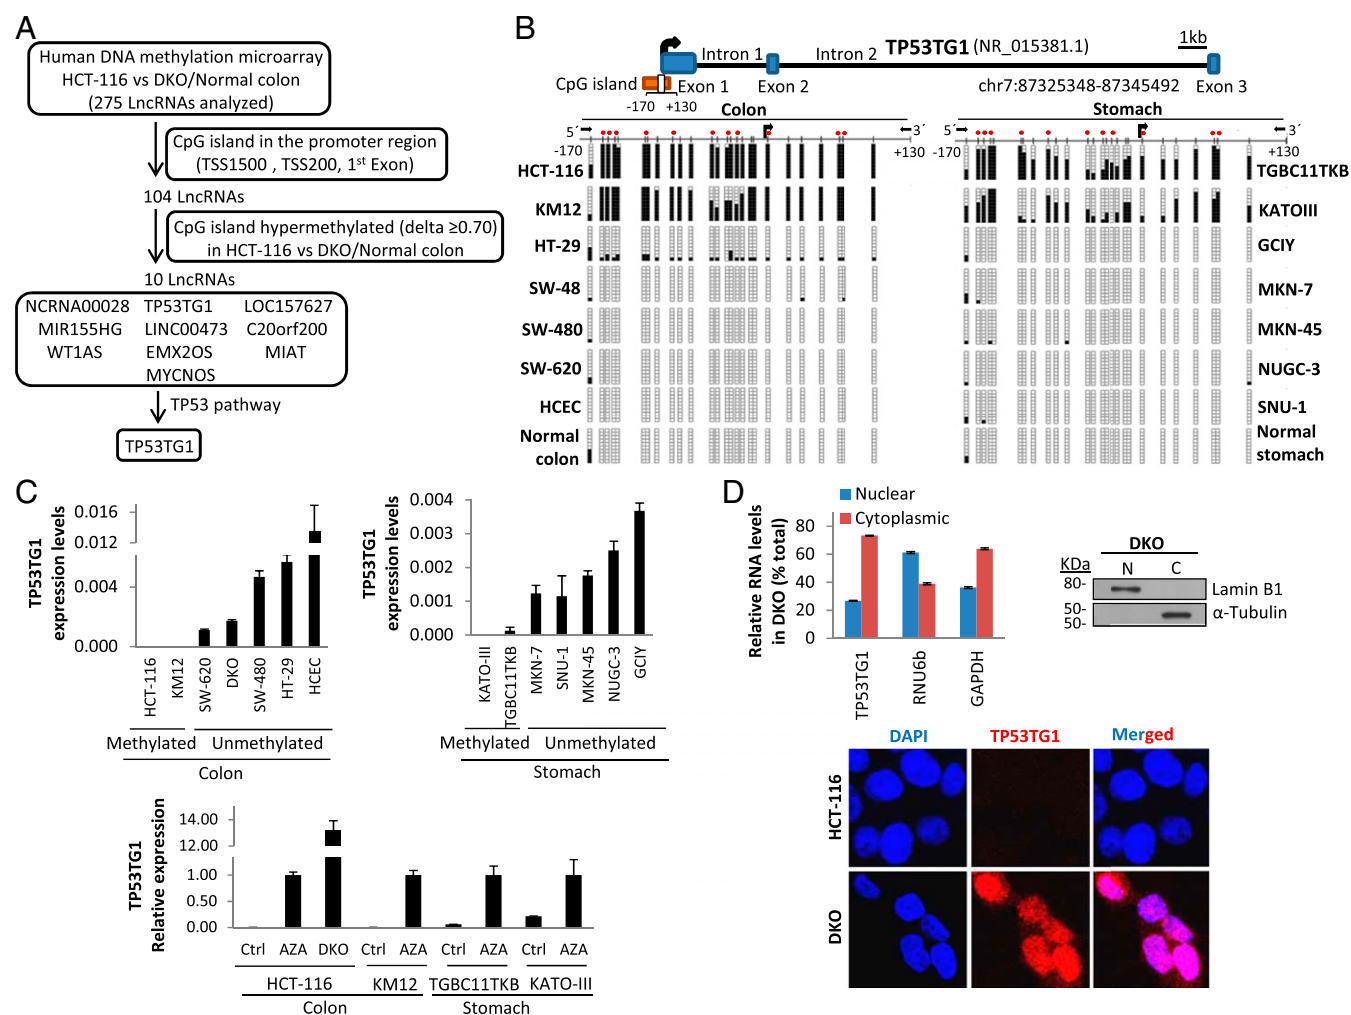 A
Human DNA methylation microarray
HCT-116 vs DKO/Normal colon
(275 LncRNAs analyzed)
CpG island in the promoter region
(TSS1500 , TSS200, 1st Exon)
104 LncRNAs
CpG island hypermethylated (delta ≥0.70)
in HCT-116 vs DKO/Normal colon
10 LncRNAs
NCRNA00028 TP53TG1 LOC157627
MIR155HG LINC00473 C20orf200
WT1AS EMX2OS MIAT
MYCNOS
TP53 pathway
TP53TG1
B
TP53TG1 (NR_015381.1)
1kb
Intron 1 Intron 2
CpG island Exon 1 Exon 2 chr7:87325348-87345492 Exon 3
-170 +130
Colon
5´ 3´
-170 +130
HCT-116
KM12
HT-29
SW-48
SW-480
SW-620
HCEC
Normal
colon
Stomach
5´ 3´
-170 +130
TGBC11TKB
KATOIII
GCIY
MKN-7
MKN-45
NUGC-3
SNU-1
Normal
stomach
C
TP53TG1
expression levels
0.016
0.012
0.004
0.000
HCT-116 KM12 SW-620 DKO SW-480 HT-29 HCEC
Methylated Unmethylated
Colon
TP53TG1
expression levels
0.004
0.003
0.002
0.001
0.000
KATO-III TGBC11TKB MKN-7 SNU-1 MKN-45 NUGC-3 GCIY
Methylated Unmethylated
Stomach
TP53TG1
Relative expression
14.00
12.00
1.00
0.50
0.00
Ctrl AZA DKO Ctrl AZA Ctrl AZA Ctrl AZA
HCT-116 KM12 TGBC11TKB KATO-III
Colon Stomach
D
Nuclear
Cytoplasmic
Relative RNA levels
in DKO (% total)
80
60
40
20
0
TP53TG1 RNU6b GAPDH
DKO
KDa N C
80- Lamin B1
50- α-Tubulin
50-
DAPI TP53TG1 Merged
HCT-116
DKO